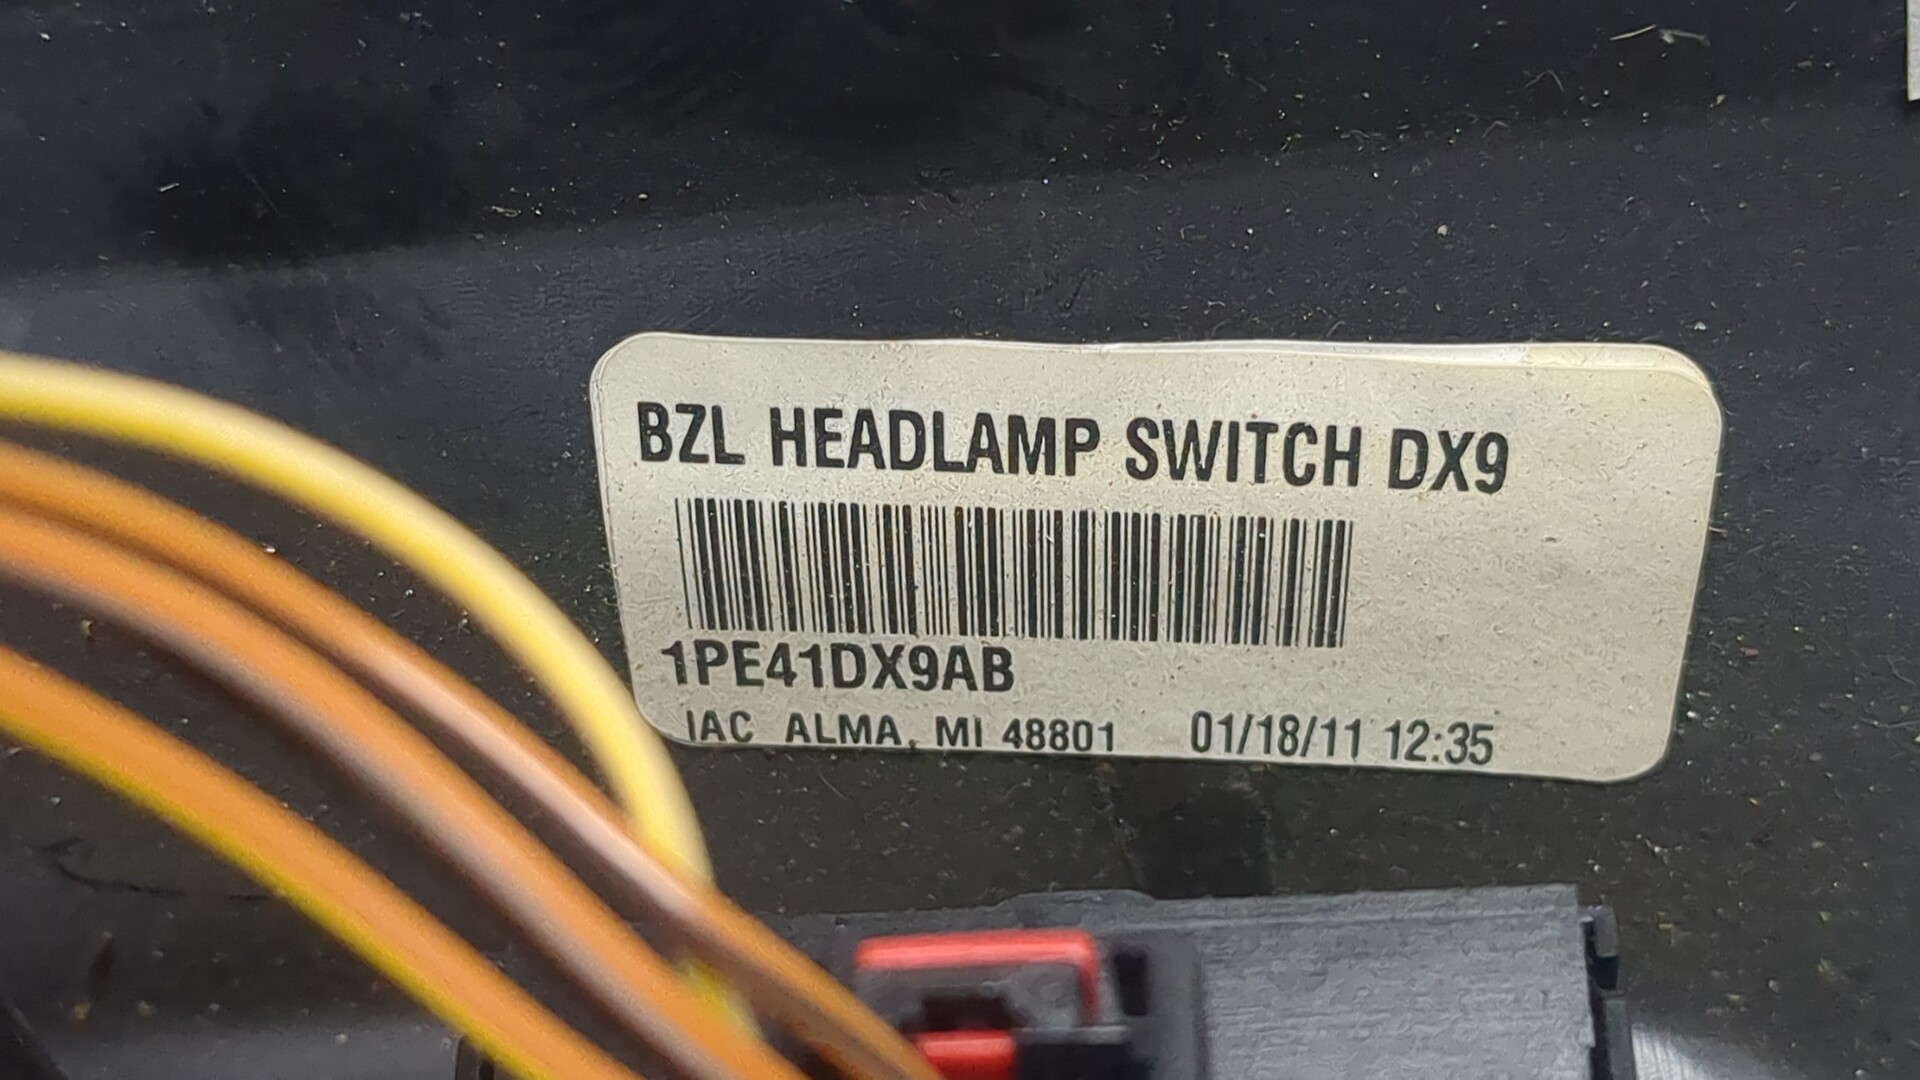 BZL HEADLAMP SWITCH DX9
1PE41DX9AB
IAC ALMA, MI 48801 01/18/11 12:35